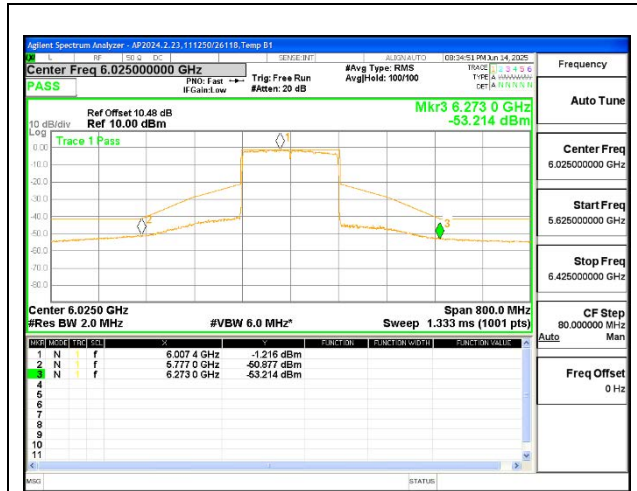 Agilent Spectrum Analyzer - AP2024.2.23,111250/26118,Temp B1
L RF 50 Ω DC SENSE:INT ALIGNAUTO 08:34:51 PM Jun 14, 2025
Center Freq 6.025000000 GHz
PASS
PNO: Fast
IFGain:Low
Trig: Free Run
#Atten: 20 dB
#Avg Type: RMS
Avg|Hold: 100/100
TRACE 1 2 3 4 5 6
TYPE A
DET A N N N N N
Ref Offset 10.48 dB
Ref 10.00 dBm
10 dB/div
Log
Mkr3 6.273 0 GHz
-53.214 dBm
Trace 1 Pass
0.00
-10.0
-20.0
-30.0
-40.0
-50.0
-60.0
-70.0
-80.0
1
2
3
Center 6.0250 GHz
Span 800.0 MHz
#Res BW 2.0 MHz
#VBW 6.0 MHz*
Sweep 1.333 ms (1001 pts)
MKR MODE TRC SCL X Y FUNCTION FUNCTION WIDTH FUNCTION VALUE
1 N 1 f 6.007 4 GHz -1.216 dBm
2 N 1 f 5.777 0 GHz -50.877 dBm
3 N 1 f 6.273 0 GHz -53.214 dBm
4
5
6
7
8
9
10
11
MSG
STATUS
Frequency
Auto Tune
Center Freq
6.025000000 GHz
Start Freq
5.625000000 GHz
Stop Freq
6.425000000 GHz
CF Step
80.000000 MHz
Auto Man
Freq Offset
0 Hz